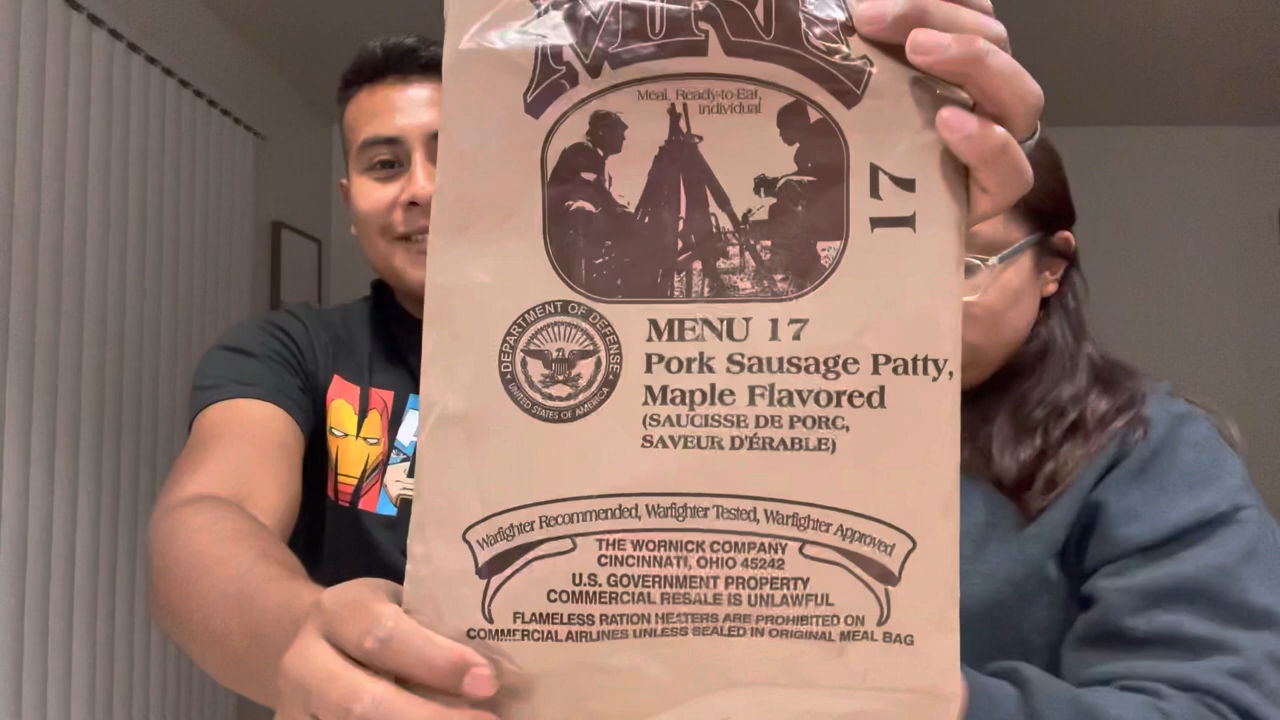 MRE
Meal, Ready-to-Eat,
Individual
17
DEPARTMENT OF DEFENSE
UNITED STATES OF AMERICA
MENU 17
Pork Sausage Patty,
Maple Flavored
(SAUCISSE DE PORC,
SAVEUR D'ÉRABLE)
Warfighter Recommended, Warfighter Tested, Warfighter Approved
THE WORNICK COMPANY
CINCINNATI, OHIO 45242
U.S. GOVERNMENT PROPERTY
COMMERCIAL RESALE IS UNLAWFUL
FLAMELESS RATION HEATERS ARE PROHIBITED ON
COMMERCIAL AIRLINES UNLESS SEALED IN ORIGINAL MEAL BAG